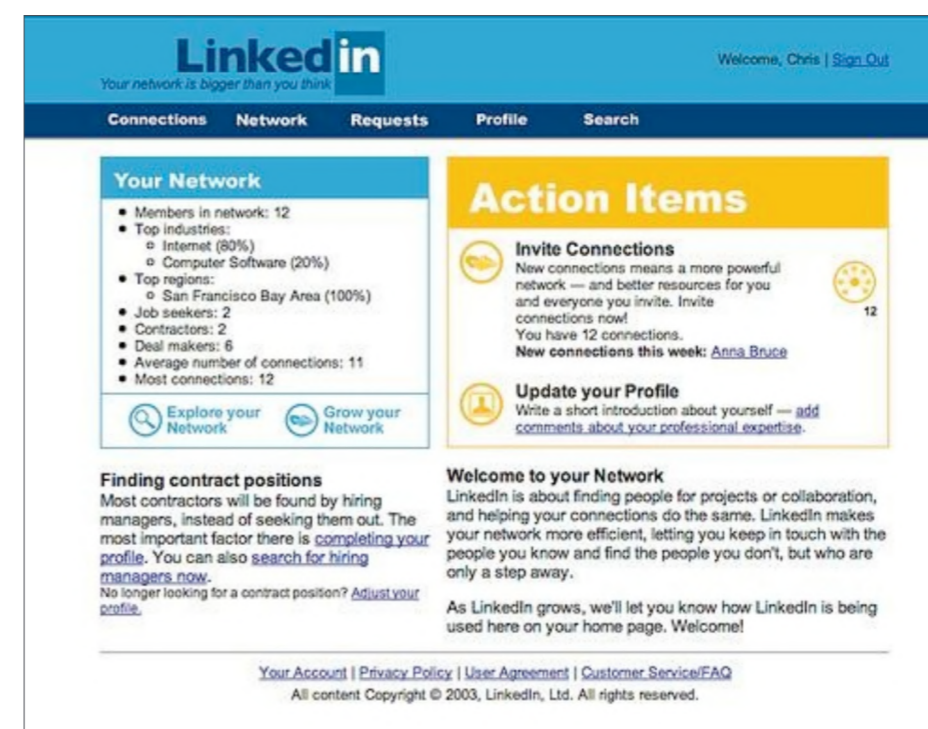 Linkedin
Your network is bigger than you think
Welcome, Chris | Sign Out
Connections Network Requests Profile Search
Your Network
• Members in network: 12
• Top industries:
o Internet (80%)
o Computer Software (20%)
• Top regions:
o San Francisco Bay Area (100%)
• Job seekers: 2
• Contractors: 2
• Deal makers: 6
• Average number of connections: 11
• Most connections: 12
Explore your
Network
Grow your
Network
Action Items
Invite Connections
New connections means a more powerful
network — and better resources for you
and everyone you invite. Invite
connections now!
You have 12 connections.
New connections this week: Anna Bruce
12
Update your Profile
Write a short introduction about yourself — add
comments about your professional expertise.
Finding contract positions
Most contractors will be found by hiring
managers, instead of seeking them out. The
most important factor there is completing your
profile. You can also search for hiring
managers now.
No longer looking for a contract position? Adjust your
profile.
Welcome to your Network
LinkedIn is about finding people for projects or collaboration,
and helping your connections do the same. LinkedIn makes
your network more efficient, letting you keep in touch with the
people you know and find the people you don't, but who are
only a step away.
As LinkedIn grows, we'll let you know how LinkedIn is being
used here on your home page. Welcome!
Your Account | Privacy Policy | User Agreement | Customer Service/FAQ
All content Copyright © 2003, LinkedIn, Ltd. All rights reserved.